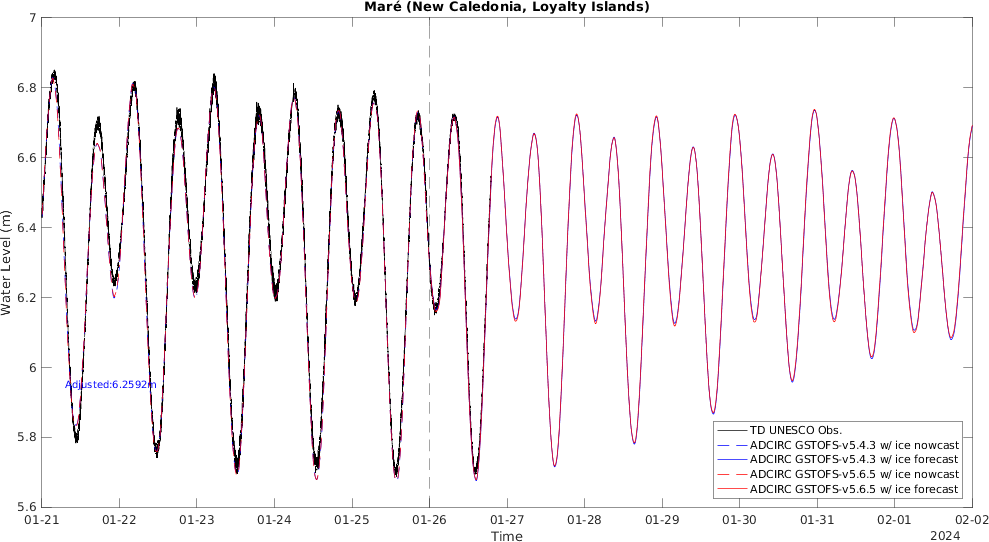 Maré (New Caledonia, Loyalty Islands)
7
6.8
6.6
6.4
6.2
6
5.8
5.6
Water Level (m)
Adjusted:6.2592m
TD UNESCO Obs.
ADCIRC GSTOFS-v5.4.3 w/ ice nowcast
ADCIRC GSTOFS-v5.4.3 w/ ice forecast
ADCIRC GSTOFS-v5.6.5 w/ ice nowcast
ADCIRC GSTOFS-v5.6.5 w/ ice forecast
01-21 01-22 01-23 01-24 01-25 01-26 01-27 01-28 01-29 01-30 01-31 02-01 02-02
Time
2024